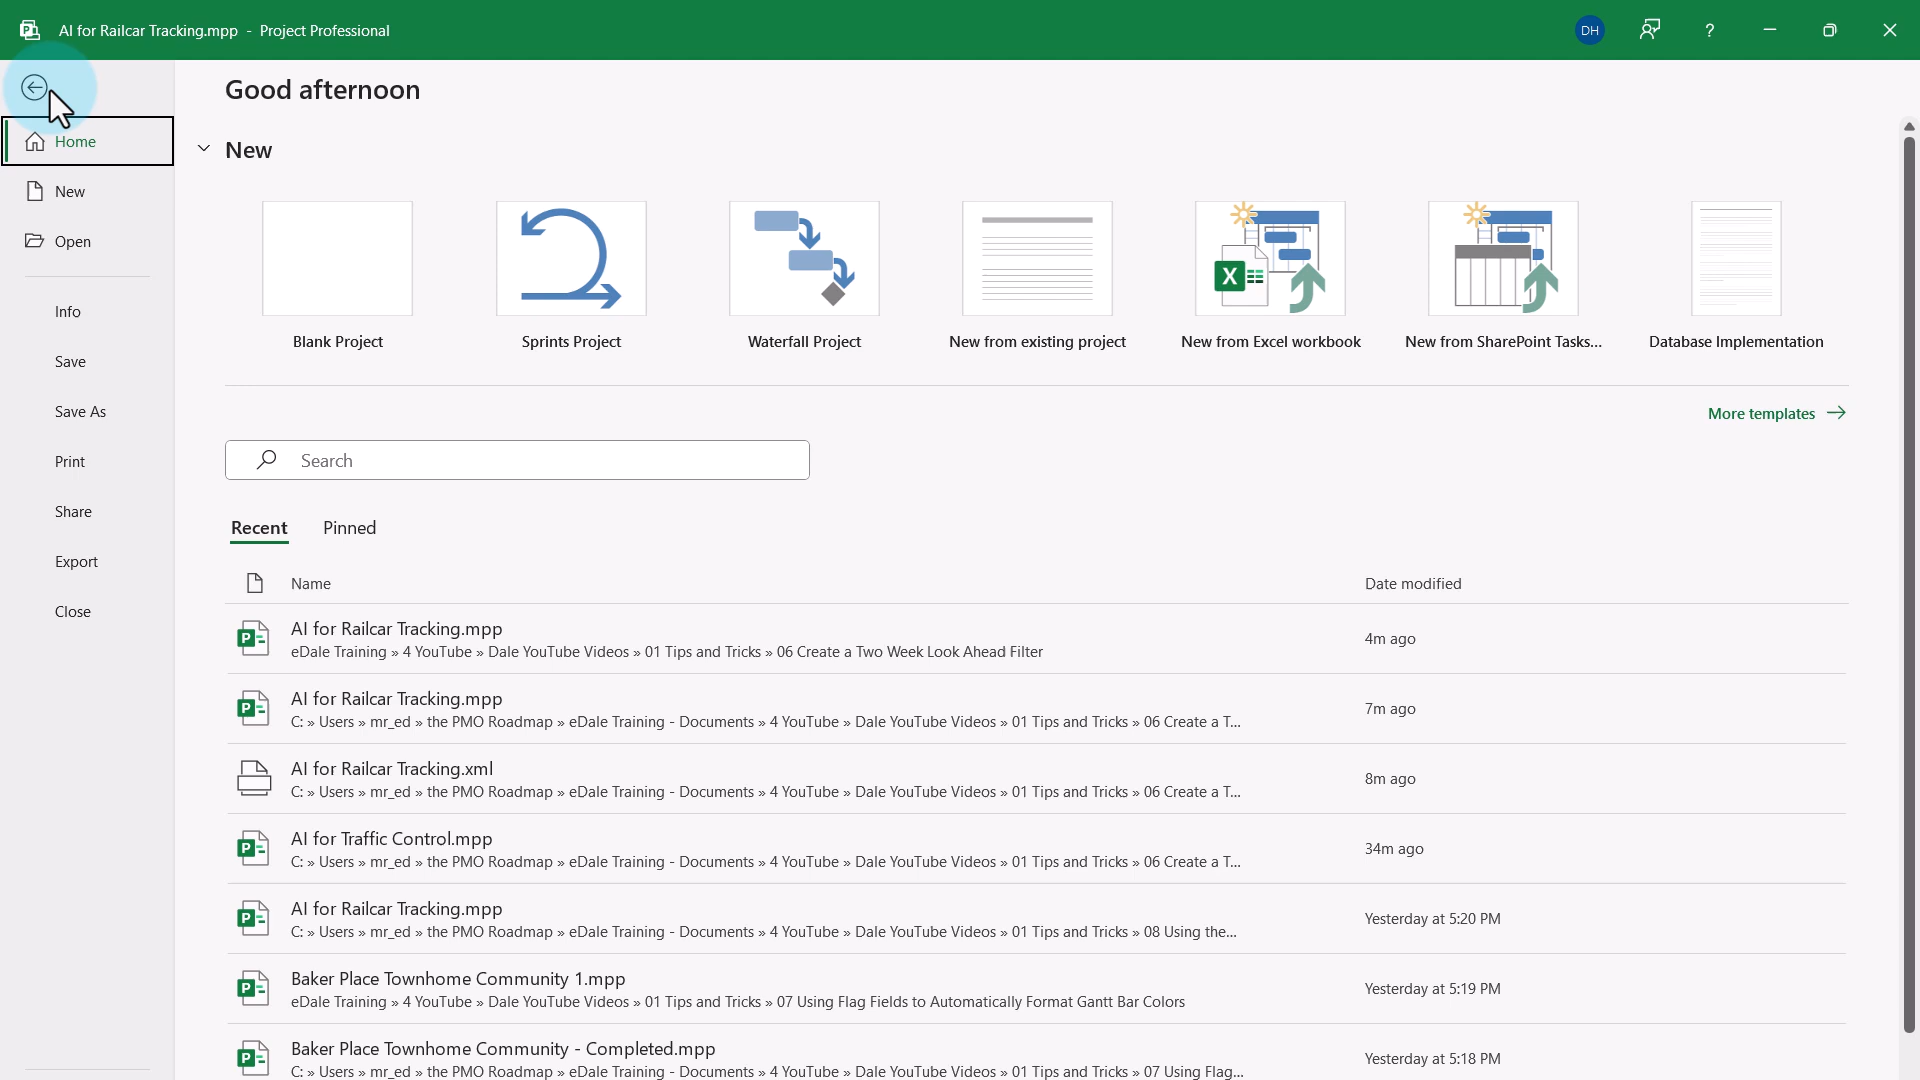 AI for Railcar Tracking.mpp - Project Professional
DH
?
Good afternoon
Home
New
New
Open
Info
Save
Save As
Print
Share
Export
Close
Blank Project
Sprints Project
Waterfall Project
New from existing project
New from Excel workbook
New from SharePoint Tasks...
Database Implementation
More templates
Search
Recent Pinned
Name Date modified
AI for Railcar Tracking.mpp
eDale Training » 4 YouTube » Dale YouTube Videos » 01 Tips and Tricks » 06 Create a Two Week Look Ahead Filter
4m ago
AI for Railcar Tracking.mpp
C: » Users » mr_ed » the PMO Roadmap » eDale Training - Documents » 4 YouTube » Dale YouTube Videos » 01 Tips and Tricks » 06 Create a T...
7m ago
AI for Railcar Tracking.xml
C: » Users » mr_ed » the PMO Roadmap » eDale Training - Documents » 4 YouTube » Dale YouTube Videos » 01 Tips and Tricks » 06 Create a T...
8m ago
AI for Traffic Control.mpp
C: » Users » mr_ed » the PMO Roadmap » eDale Training - Documents » 4 YouTube » Dale YouTube Videos » 01 Tips and Tricks » 06 Create a T...
34m ago
AI for Railcar Tracking.mpp
C: » Users » mr_ed » the PMO Roadmap » eDale Training - Documents » 4 YouTube » Dale YouTube Videos » 01 Tips and Tricks » 08 Using the...
Yesterday at 5:20 PM
Baker Place Townhome Community 1.mpp
eDale Training » 4 YouTube » Dale YouTube Videos » 01 Tips and Tricks » 07 Using Flag Fields to Automatically Format Gantt Bar Colors
Yesterday at 5:19 PM
Baker Place Townhome Community - Completed.mpp
C: » Users » mr_ed » the PMO Roadmap » eDale Training - Documents » 4 YouTube » Dale YouTube Videos » 01 Tips and Tricks » 07 Using Flag...
Yesterday at 5:18 PM